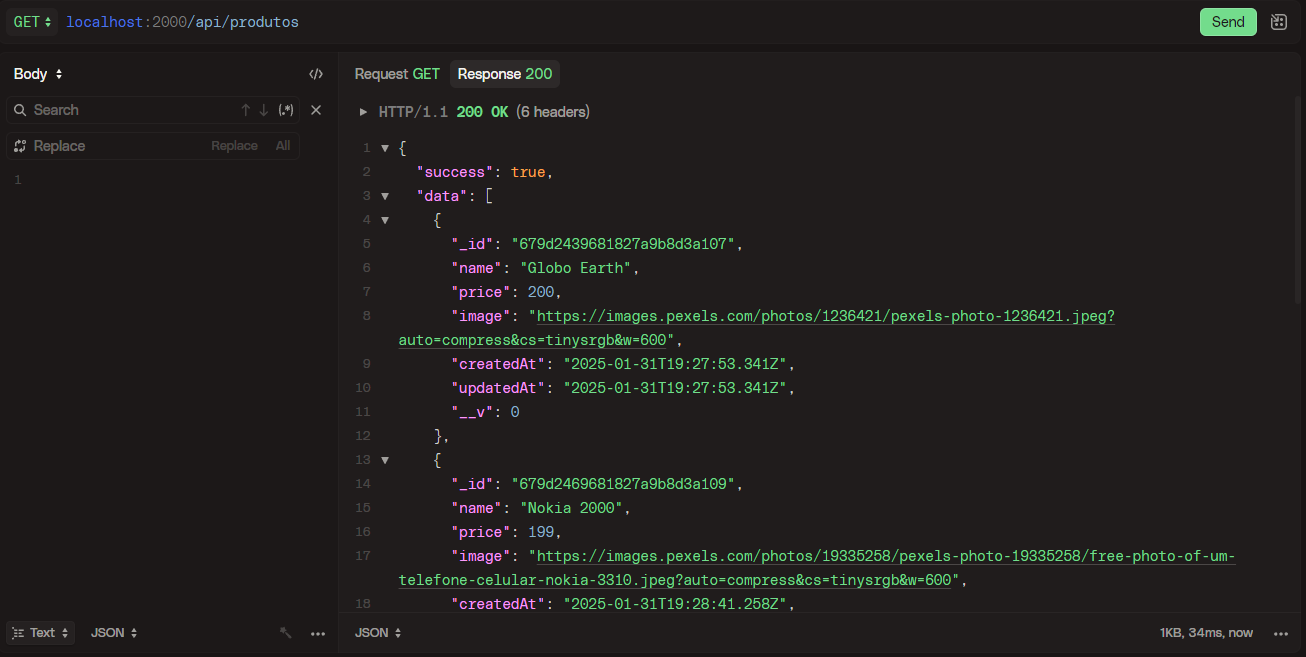 GET localhost:2000/api/produtos Send
Body
Request GET Response 200
Search (.*)
HTTP/1.1 200 OK (6 headers)
Replace Replace All
1
1 {
2 "success": true,
3 "data": [
4 {
5 "_id": "679d2439681827a9b8d3a107",
6 "name": "Globo Earth",
7 "price": 200,
8 "image": "https://images.pexels.com/photos/1236421/pexels-photo-1236421.jpeg?
auto=compress&cs=tinysrgb&w=600",
9 "createdAt": "2025-01-31T19:27:53.341Z",
10 "updatedAt": "2025-01-31T19:27:53.341Z",
11 "__v": 0
12 },
13 {
14 "_id": "679d2469681827a9b8d3a109",
15 "name": "Nokia 2000",
16 "price": 199,
17 "image": "https://images.pexels.com/photos/19335258/pexels-photo-19335258/free-photo-of-um-
telefone-celular-nokia-3310.jpeg?auto=compress&cs=tinysrgb&w=600",
18 "createdAt": "2025-01-31T19:28:41.258Z",
Text JSON
JSON 1KB, 34ms, now